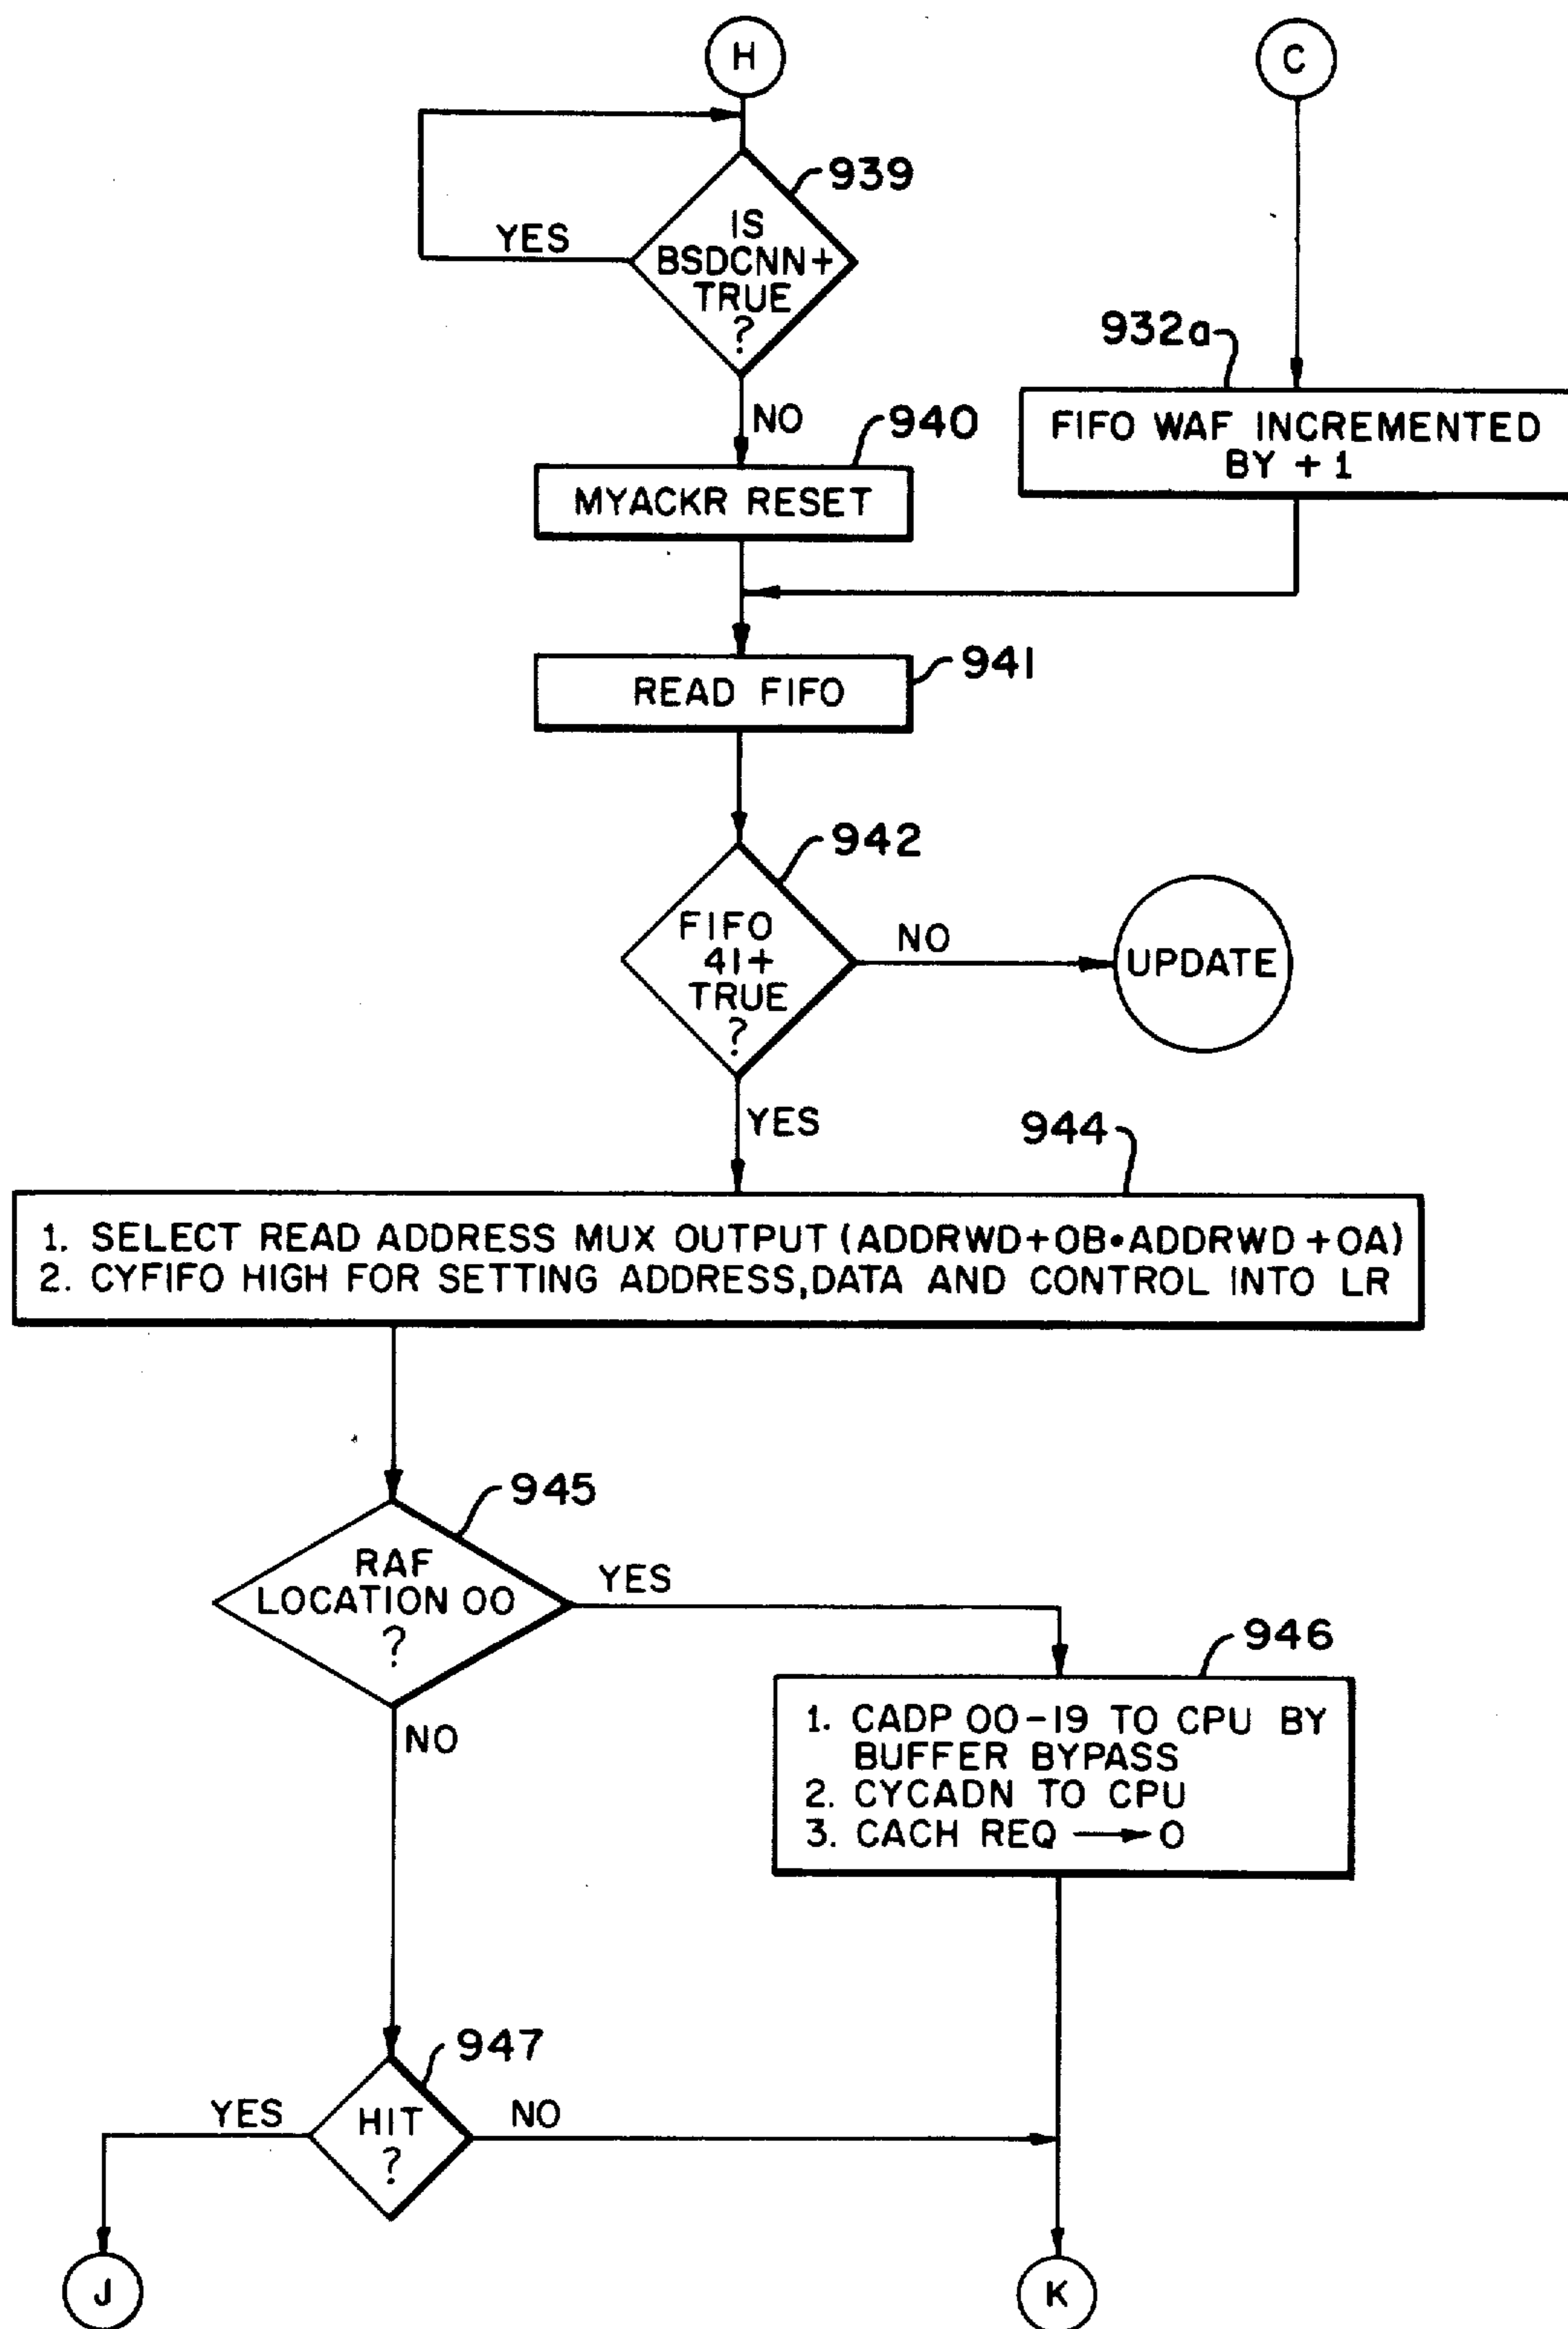 H
C
939
IS
BSDCNN+
TRUE
?
YES
932a
NO
FIFO WAF INCREMENTED
BY + 1
940
MYACKR RESET
941
READ FIFO
942
FIFO
41+
TRUE
?
NO
UPDATE
YES
944
1. SELECT READ ADDRESS MUX OUTPUT (ADDRWD+OB•ADDRWD +OA)
2. CYFIFO HIGH FOR SETTING ADDRESS, DATA AND CONTROL INTO LR
945
RAF
LOCATION 00
?
YES
946
NO
1. CADP 00-19 TO CPU BY
BUFFER BYPASS
2. CYCADN TO CPU
3. CACH REQ → 0
947
HIT
?
YES
NO
J
K